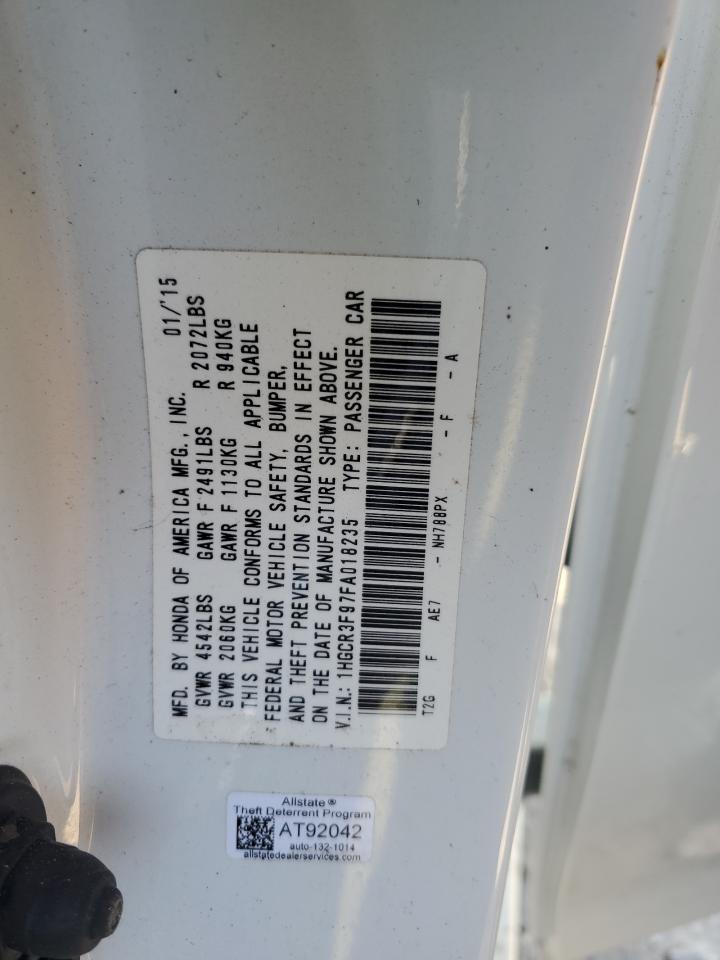 MFD. BY HONDA OF AMERICA MFG., INC. 01/'15
GVWR 4542LBS GAWR F 2491LBS R 2072LBS
GVWR 2060KG GAWR F 1130KG R 940KG
THIS VEHICLE CONFORMS TO ALL APPLICABLE
FEDERAL MOTOR VEHICLE SAFETY, BUMPER,
AND THEFT PREVENTION STANDARDS IN EFFECT
ON THE DATE OF MANUFACTURE SHOWN ABOVE.
V.I.N.: 1HGCR3F97FA018235 TYPE: PASSENGER CAR
T2G F AE7 - NH788PX - F - A
Allstate®
Theft Deterrent Program
AT92042
auto-132-1014
allstatedealerservices.com